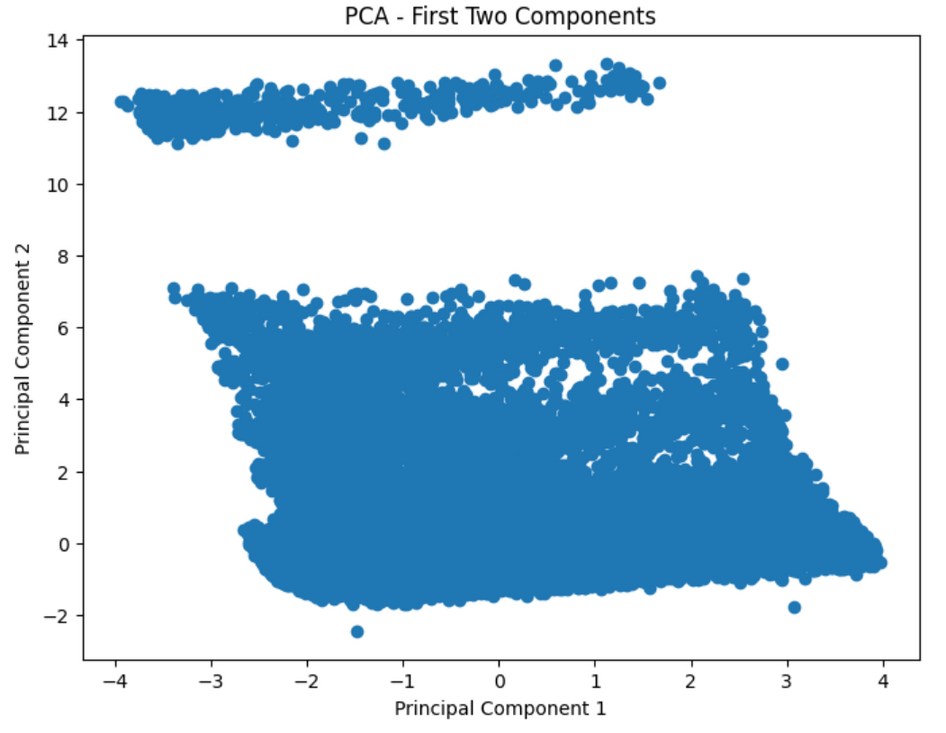 PCA - First Two Components
14
12
10
8
6
4
2
0
−2
Principal Component 2
−4 −3 −2 −1 0 1 2 3 4
Principal Component 1